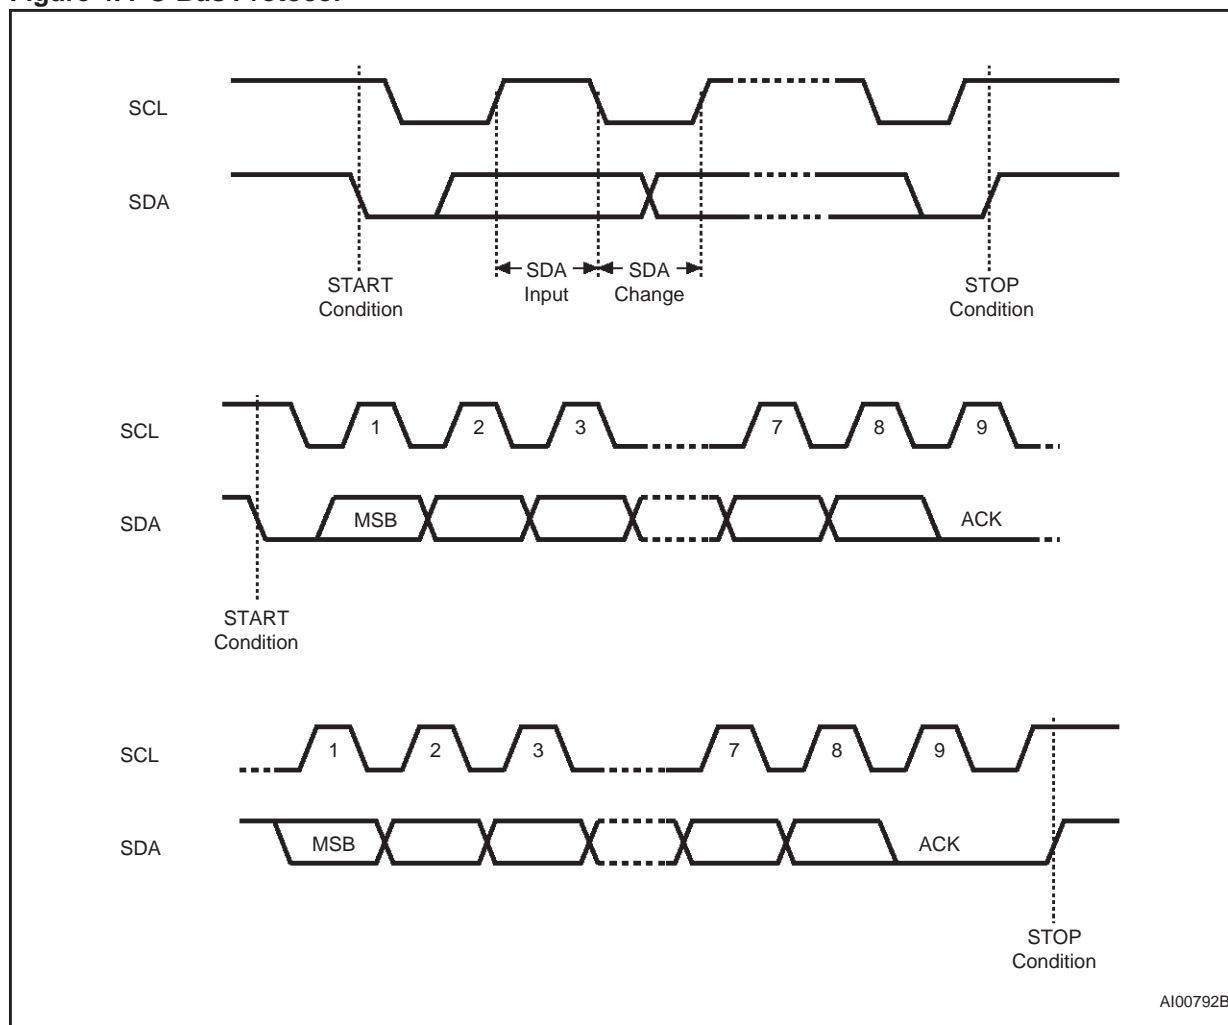 SCL
SDA
START
Condition
SDA
Input
SDA
Change
STOP
Condition
SCL
1 2 3 7 8 9
SDA
MSB ACK
START
Condition
SCL
1 2 3 7 8 9
SDA
MSB ACK
STOP
Condition
AI00792B